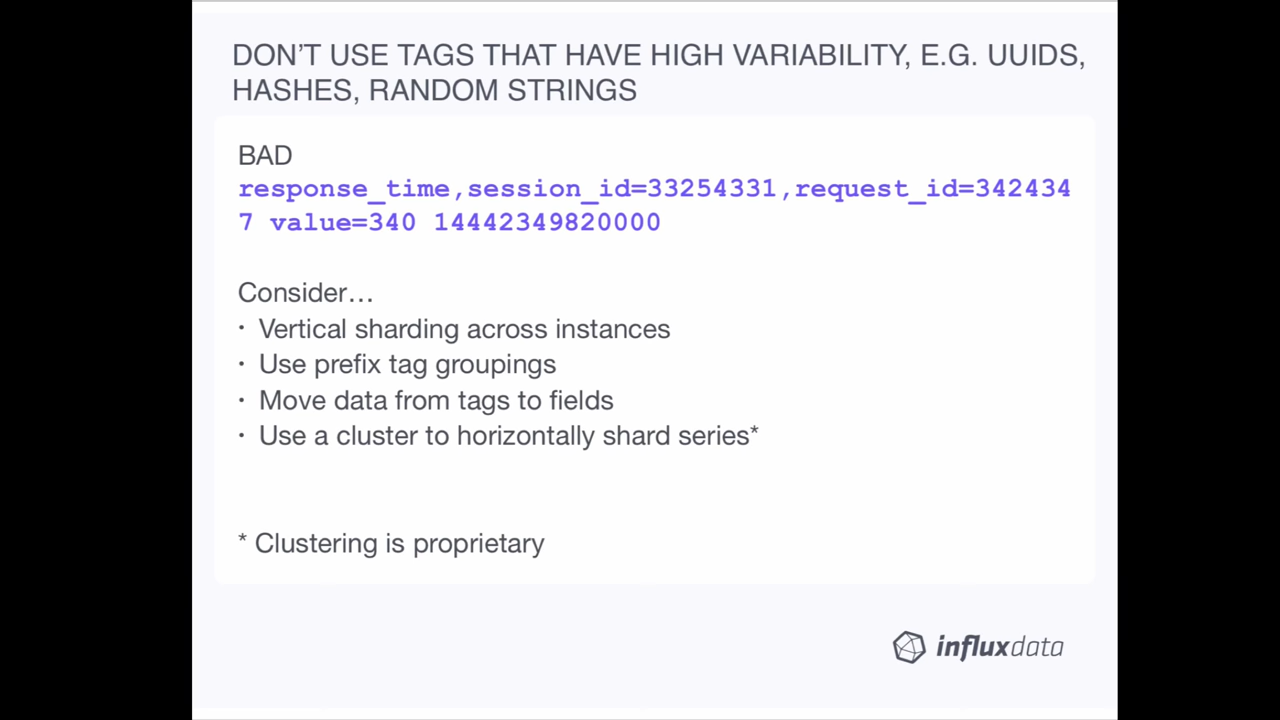 DON’T USE TAGS THAT HAVE HIGH VARIABILITY, E.G. UUIDS,
HASHES, RANDOM STRINGS
BAD
response_time,session_id=33254331,request_id=342434
7 value=340 14442349820000
Consider…
• Vertical sharding across instances
• Use prefix tag groupings
• Move data from tags to fields
• Use a cluster to horizontally shard series*
* Clustering is proprietary
influxdata